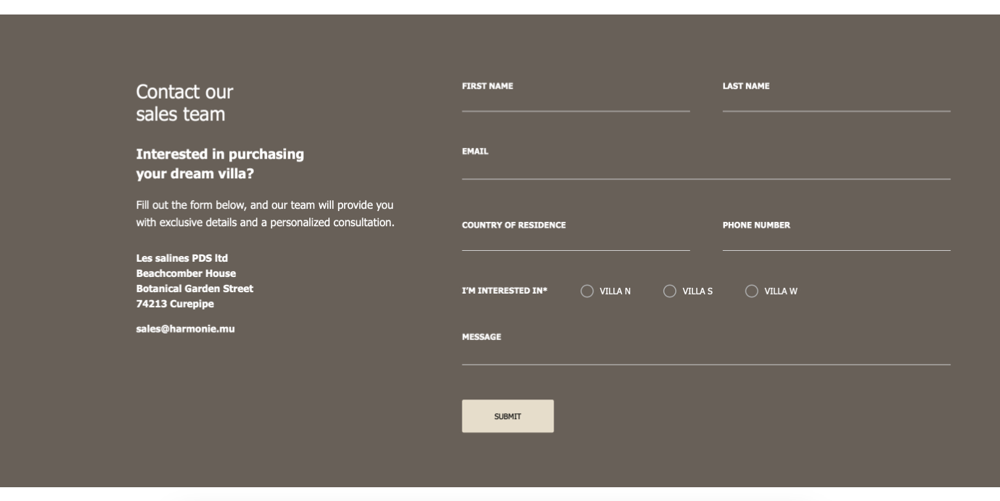 Contact our
sales team
Interested in purchasing
your dream villa?
Fill out the form below, and our team will provide you
with exclusive details and a personalized consultation.
Les salines PDS ltd
Beachcomber House
Botanical Garden Street
74213 Curepipe
sales@harmonie.mu
FIRST NAME
LAST NAME
EMAIL
COUNTRY OF RESIDENCE
PHONE NUMBER
I'M INTERESTED IN* VILLA N VILLA S VILLA W
MESSAGE
SUBMIT